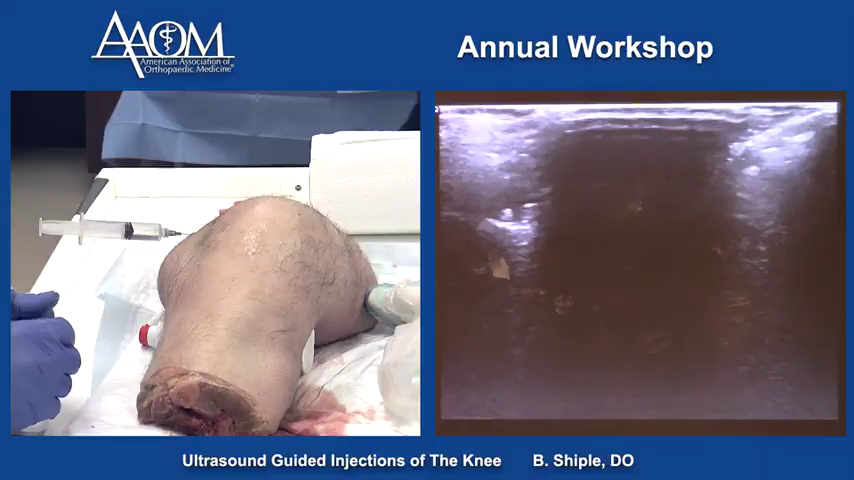 AAOM
American Association of
Orthopaedic Medicine®
Annual Workshop
Ultrasound Guided Injections of The Knee B. Shiple, DO